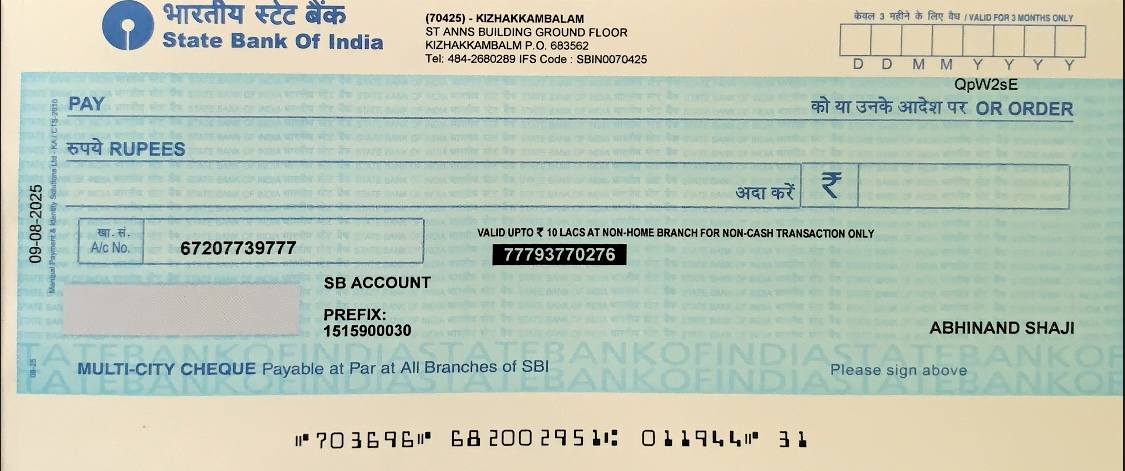 भारतीय स्टेट बैंक
State Bank Of India
(70425) - KIZHAKKAMBALAM
ST ANNS BUILDING GROUND FLOOR
KIZHAKKAMBALM P.O. 683562
Tel: 484-2680289 IFS Code : SBIN0070425
केवल 3 महीने के लिए वैध / VALID FOR 3 MONTHS ONLY
D D M M Y Y Y Y
QpW2sE
PAY को या उनके आदेश पर OR ORDER
रुपये RUPEES
अदा करें ₹
09-08-2025
Manipal Payment & Identity Solutions Ltd - KA / CTS-2010
खा. सं.
A/c No. 67207739777
VALID UPTO ₹ 10 LACS AT NON-HOME BRANCH FOR NON-CASH TRANSACTION ONLY
77793770276
SB ACCOUNT
PREFIX:
1515900030
ABHINAND SHAJI
08-25
MULTI-CITY CHEQUE Payable at Par at All Branches of SBI
Please sign above
STATEBANKOFINDIASTATEBANKOF
STATEBANKOFINDIASTATEBANKOF
⑈703696⑈ 682002951⑆ 011944⑈ 31